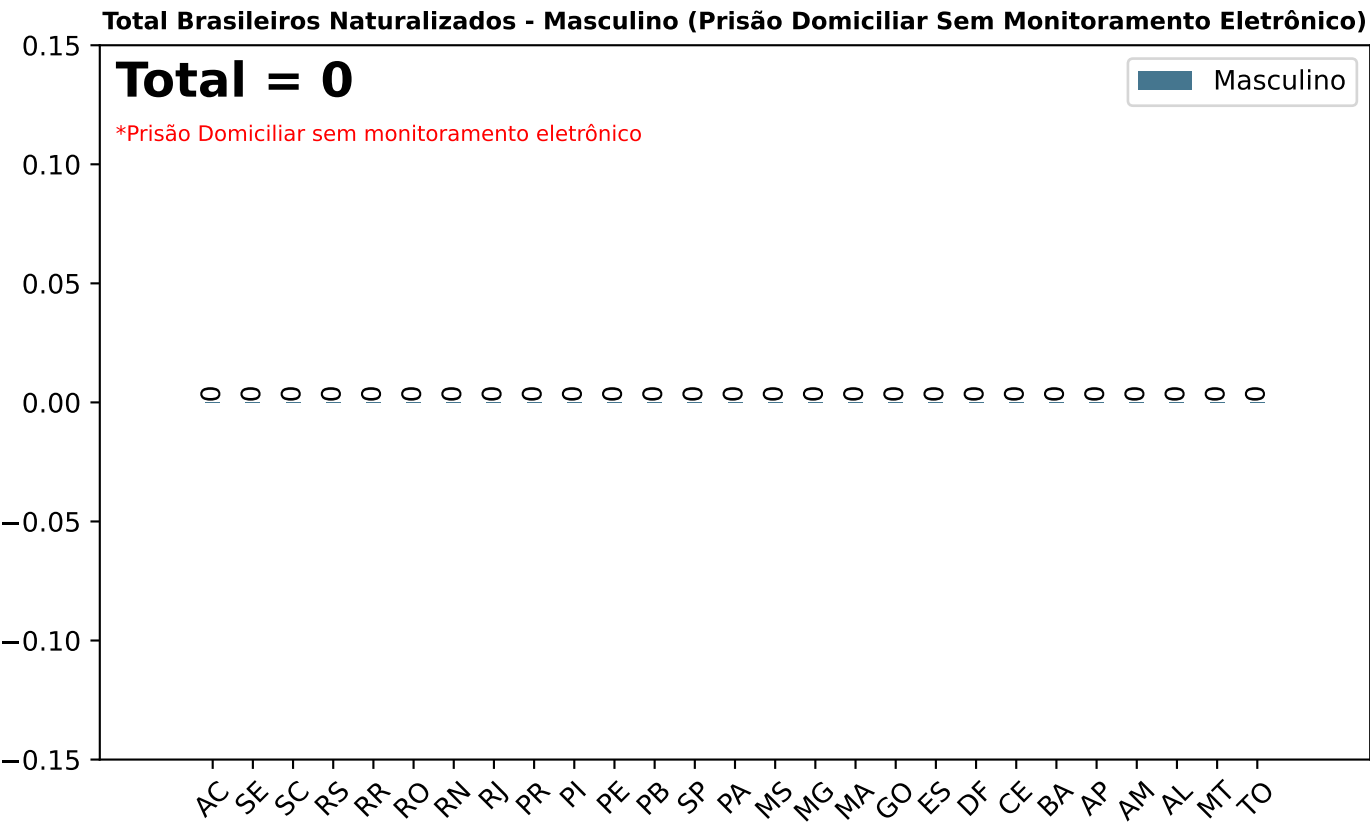 Total Brasileiros Naturalizados - Masculino (Prisão Domiciliar Sem Monitoramento Eletrônico)
0.15
Total = 0
Masculino
*Prisão Domiciliar sem monitoramento eletrônico
0.10
0.05
0 0 0 0 0 0 0 0 0 0 0 0 0 0 0 0 0 0 0 0 0 0 0 0 0 0 0
0.00
−0.05
−0.10
−0.15
AC SE SC RS RR RO RN RJ PR PI PE PB SP PA MS MG MA GO ES DF CE BA AP AM AL MT TO